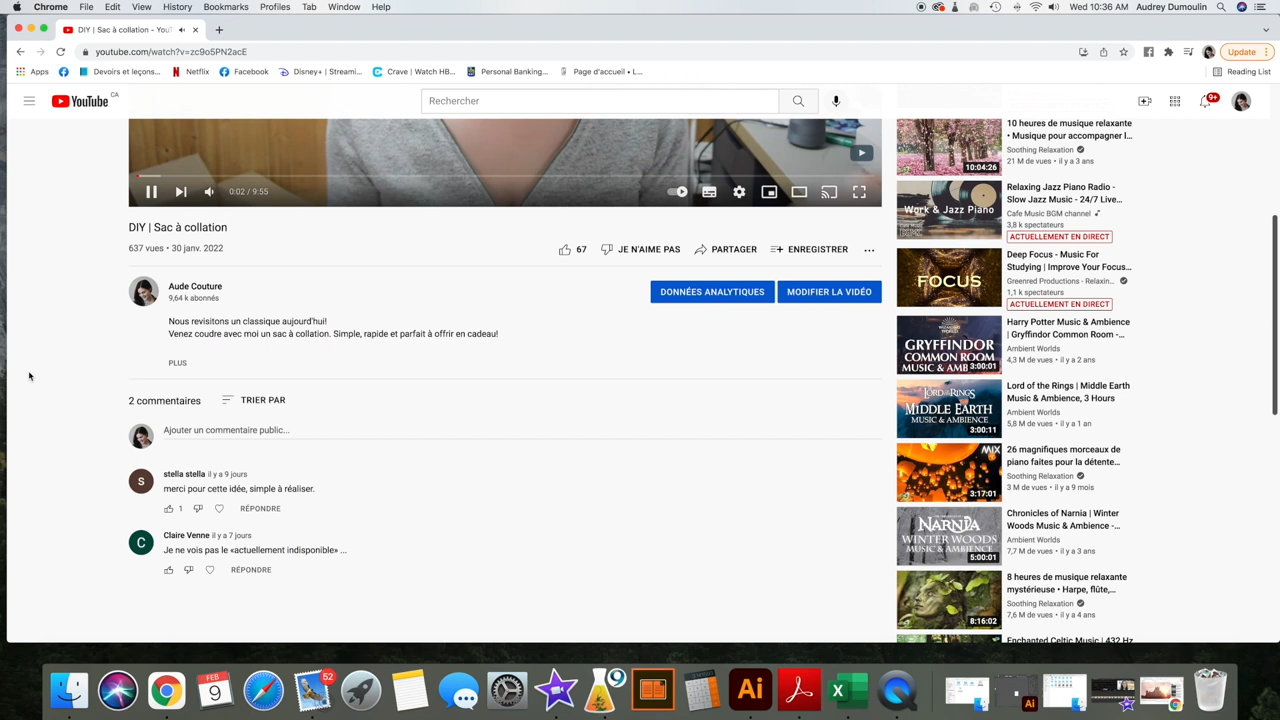 Chrome File Edit View History Bookmarks Profiles Tab Window Help Wed 10:36 AM Audrey Dumoulin
DIY | Sac à collation - You
youtube.com/watch?v=zc9o5PN2acE
Update
Apps Devoirs et leçons... Netflix Facebook Disney+ | Streami... Crave | Watch HB... Personal Banking... Page d'accueil • L... Reading List
YouTube CA
Rechercher
9+
0:02 / 9:55
DIY | Sac à collation
637 vues • 30 janv. 2022
67 JE N'AIME PAS PARTAGER ENREGISTRER
Aude Couture
9,64 k abonnés
DONNÉES ANALYTIQUES MODIFIER LA VIDÉO
Nous revisitons un classique aujourd'hui!
Venez coudre avec moi un sac à collation. Simple, rapide et parfait à offrir en cadeau!
PLUS
2 commentaires TRIER PAR
Ajouter un commentaire public...
S
stella stella il y a 9 jours
merci pour cette idée, simple à réaliser.
1 RÉPONDRE
C
Claire Venne il y a 7 jours
Je ne vois pas le «actuellement indisponible» ...
RÉPONDRE
10 heures de musique relaxante
• Musique pour accompagner l...
Soothing Relaxation
21 M de vues • il y a 3 ans
10:04:26
Work & Jazz Piano
Relaxing Jazz Piano Radio -
Slow Jazz Music - 24/7 Live...
Cafe Music BGM channel
3,8 k spectateurs
ACTUELLEMENT EN DIRECT
FOCUS
Deep Focus - Music For
Studying | Improve Your Focus...
Greenred Productions - Relaxin...
1,1 k spectateurs
ACTUELLEMENT EN DIRECT
GRYFFINDOR
COMMON ROOM
MUSIC & AMB
3:00:01
Harry Potter Music & Ambience
| Gryffindor Common Room -...
Ambient Worlds
4,3 M de vues • il y a 2 ans
LORD OF THE RINGS
MIDDLE EARTH
MUSIC & AMBIENCE
3:00:11
Lord of the Rings | Middle Earth
Music & Ambience, 3 Hours
Ambient Worlds
5,8 M de vues • il y a 1 an
MIX
3:17:01
26 magnifiques morceaux de
piano faites pour la détente...
Soothing Relaxation
3 M de vues • il y a 9 mois
NARNIA
WINTER WOODS
MUSIC & AMBIENCE
5:00:01
Chronicles of Narnia | Winter
Woods Music & Ambience -...
Ambient Worlds
7,7 M de vues • il y a 3 ans
8:16:02
8 heures de musique relaxante
mystérieuse • Harpe, flûte,...
Soothing Relaxation
7,6 M de vues • il y a 4 ans
Enchanted Celtic Music | 432 Hz
FEB
9
52
9
Ai
X
Ai